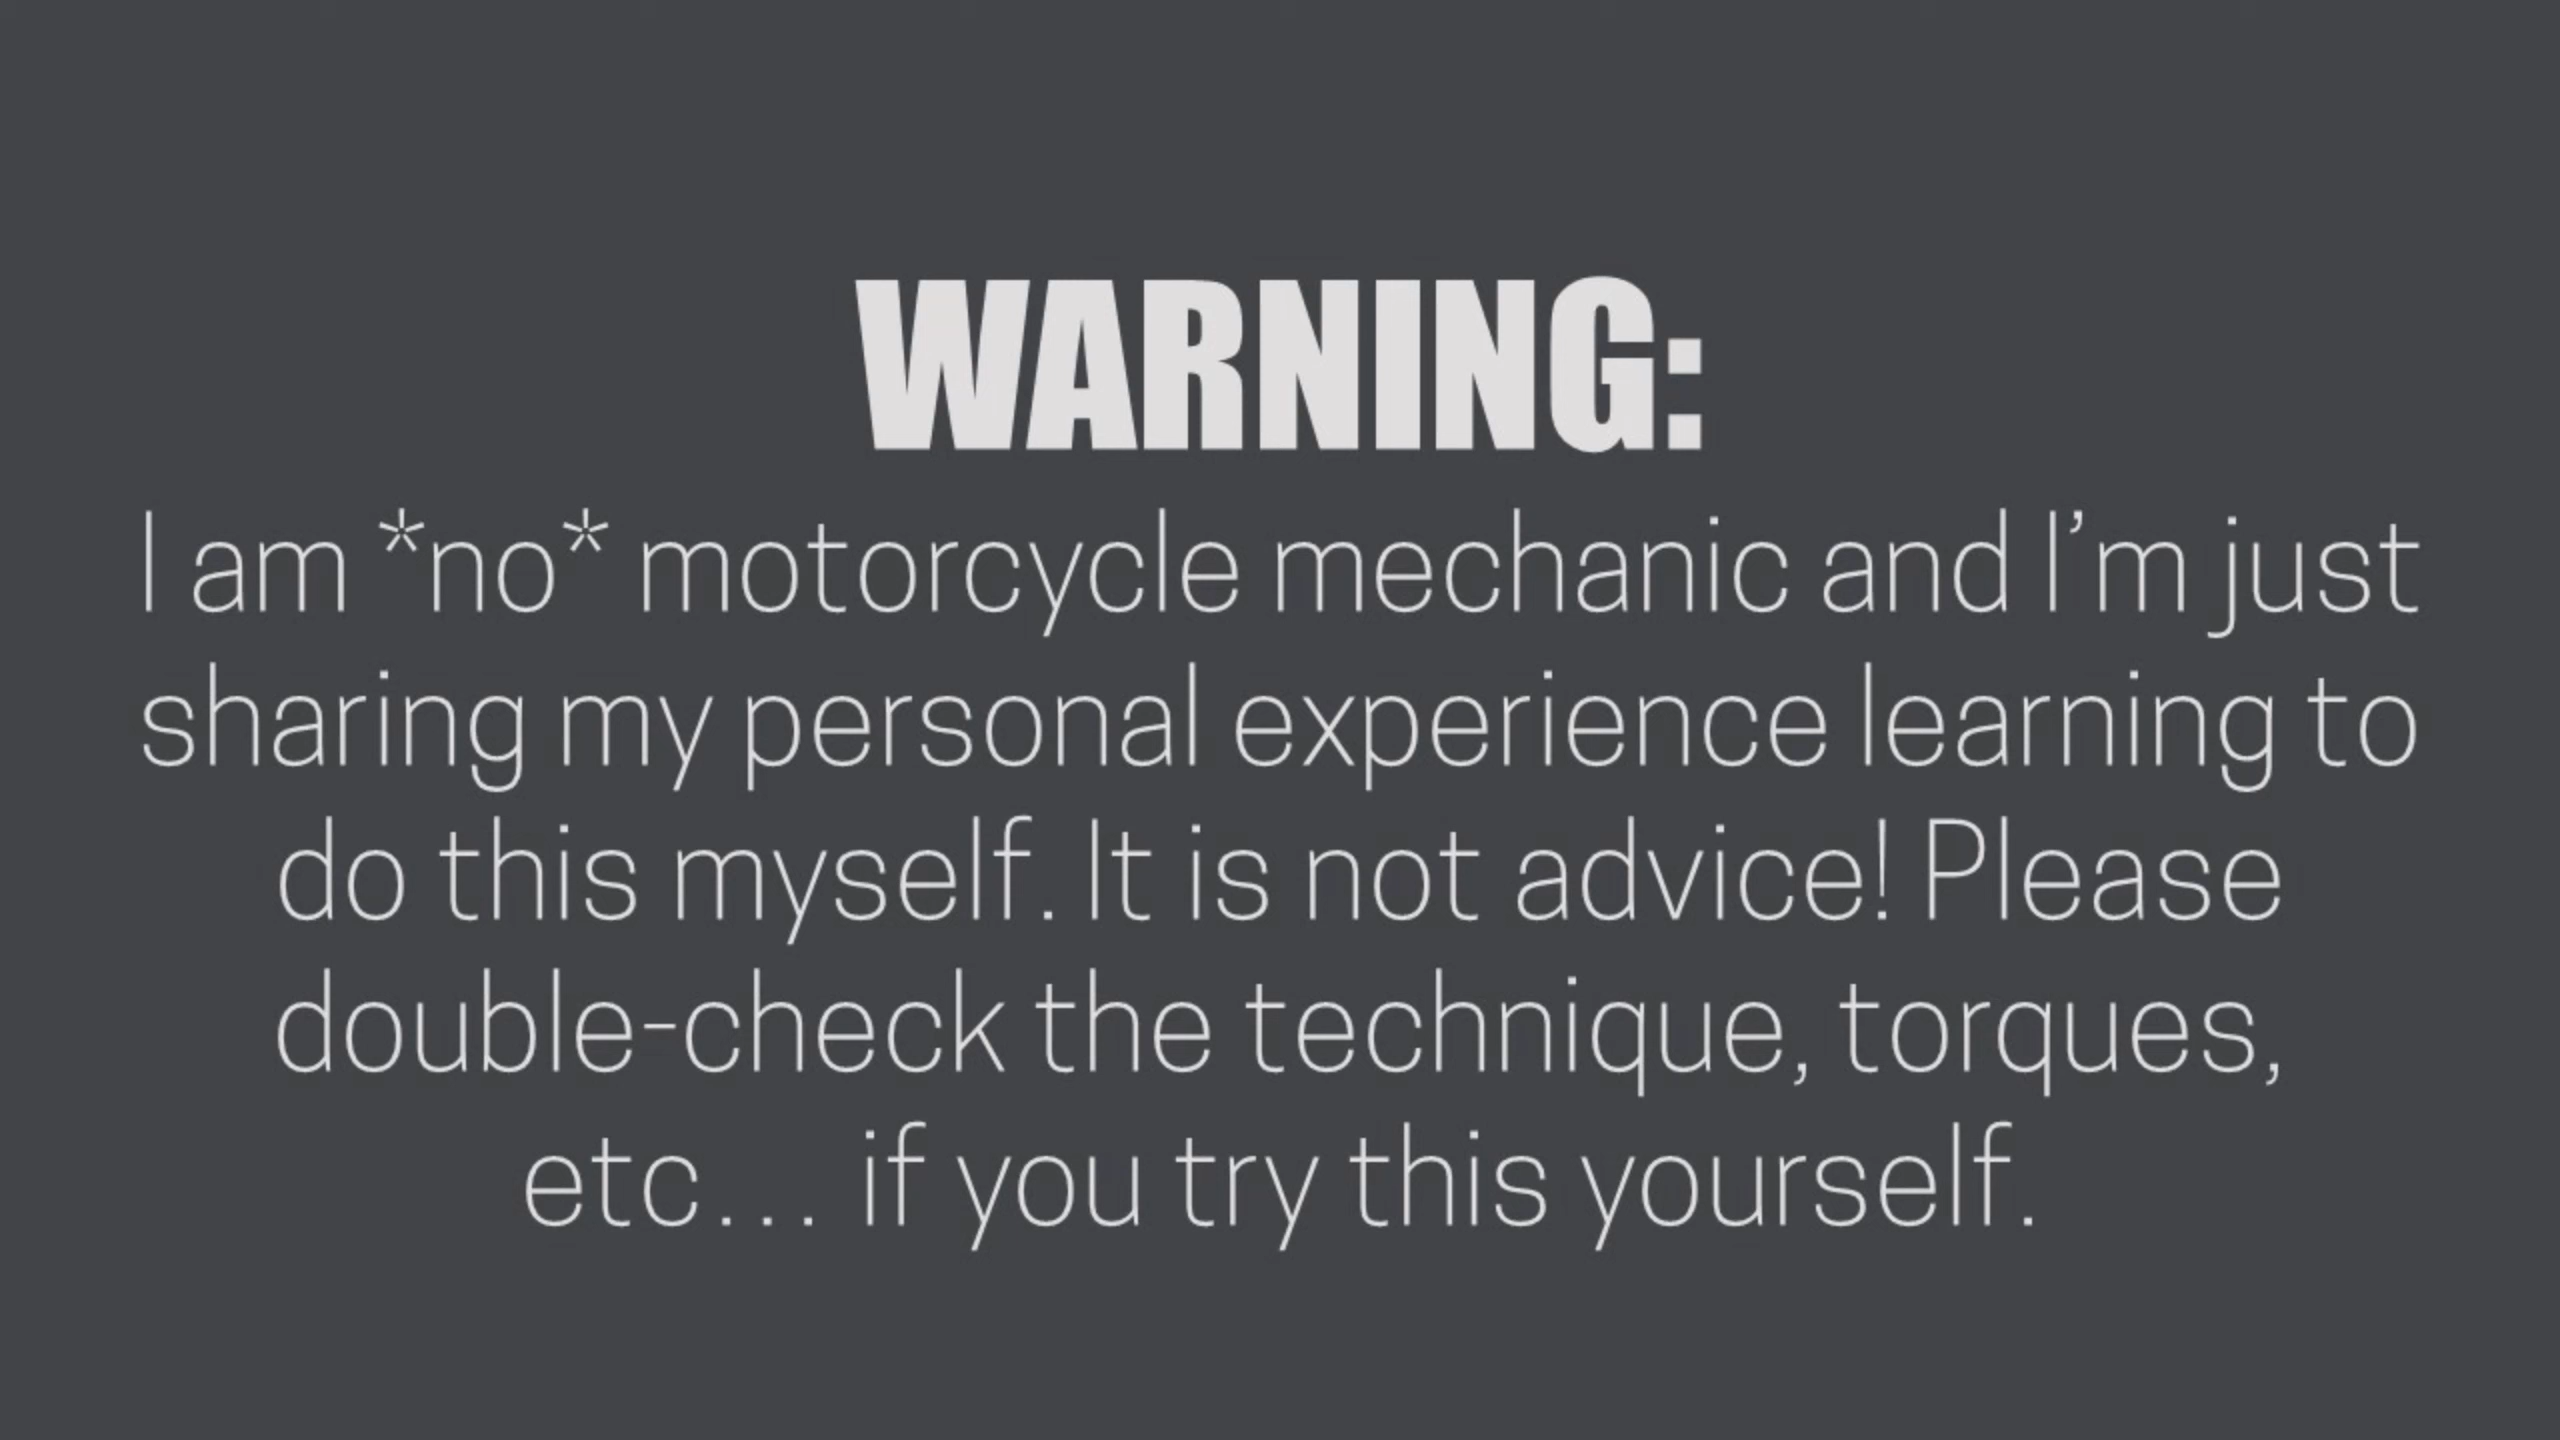 WARNING:
I am *no* motorcycle mechanic and I’m just
sharing my personal experience learning to
do this myself. It is not advice! Please
double-check the technique, torques,
etc... if you try this yourself.